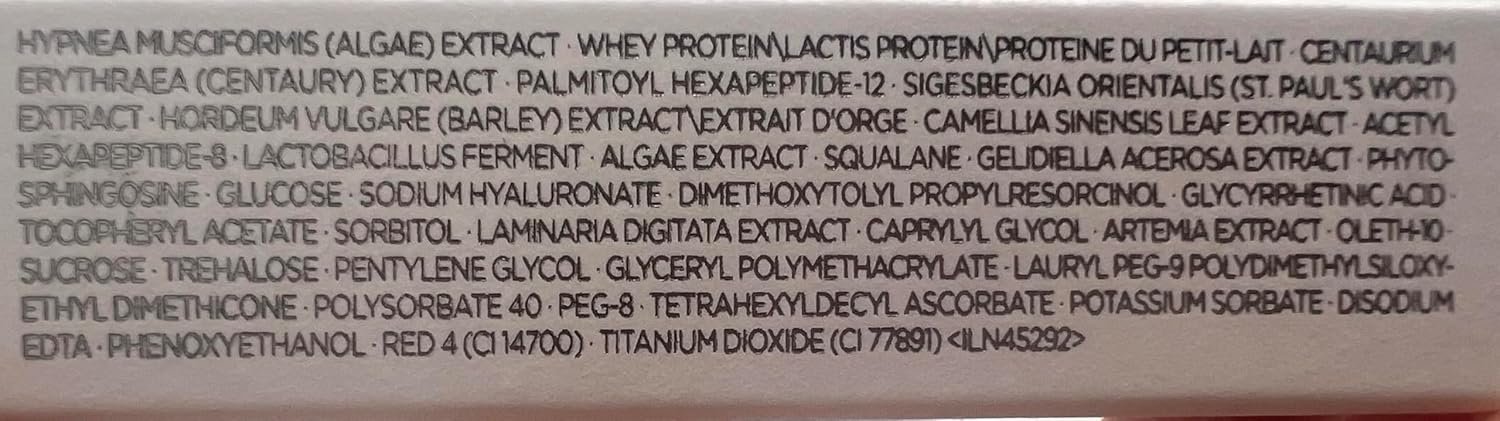 HYPNEA MUSCIFORMIS (ALGAE) EXTRACT · WHEY PROTEIN\LACTIS PROTEIN\PROTEINE DU PETIT-LAIT · CENTAURIUM
ERYTHRAEA (CENTAURY) EXTRACT · PALMITOYL HEXAPEPTIDE-12 · SIGESBECKIA ORIENTALIS (ST. PAUL'S WORT)
EXTRACT · HORDEUM VULGARE (BARLEY) EXTRACT\EXTRAIT D'ORGE · CAMELLIA SINENSIS LEAF EXTRACT · ACETYL
HEXAPEPTIDE-8 · LACTOBACILLUS FERMENT · ALGAE EXTRACT · SQUALANE · GELIDIELLA ACEROSA EXTRACT · PHYTO-
SPHINGOSINE · GLUCOSE · SODIUM HYALURONATE · DIMETHOXYTOLYL PROPYLRESORCINOL · GLYCYRRHETINIC ACID ·
TOCOPHERYL ACETATE · SORBITOL · LAMINARIA DIGITATA EXTRACT · CAPRYLYL GLYCOL · ARTEMIA EXTRACT · OLETH-10 ·
SUCROSE · TREHALOSE · PENTYLENE GLYCOL · GLYCERYL POLYMETHACRYLATE · LAURYL PEG-9 POLYDIMETHYLSILOXY-
ETHYL DIMETHICONE · POLYSORBATE 40 · PEG-8 · TETRAHEXYLDECYL ASCORBATE · POTASSIUM SORBATE · DISODIUM
EDTA · PHENOXYETHANOL · RED 4 (CI 14700) · TITANIUM DIOXIDE (CI 77891) <ILN45292>